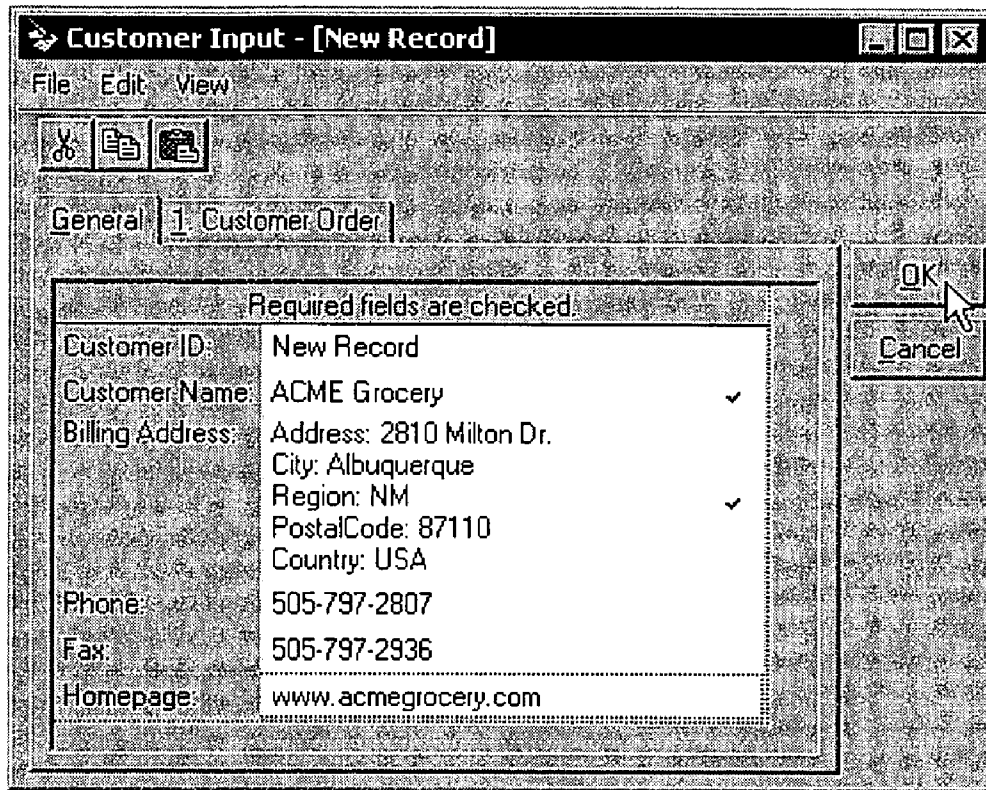 Customer Input - [New Record]
File Edit View
General 1. Customer Order
OK
Cancel
Required fields are checked.
Customer ID: New Record
Customer Name: ACME Grocery
Billing Address: Address: 2810 Milton Dr.
City: Albuquerque
Region: NM
PostalCode: 87110
Country: USA
Phone: 505-797-2807
Fax: 505-797-2936
Homepage: www.acmegrocery.com